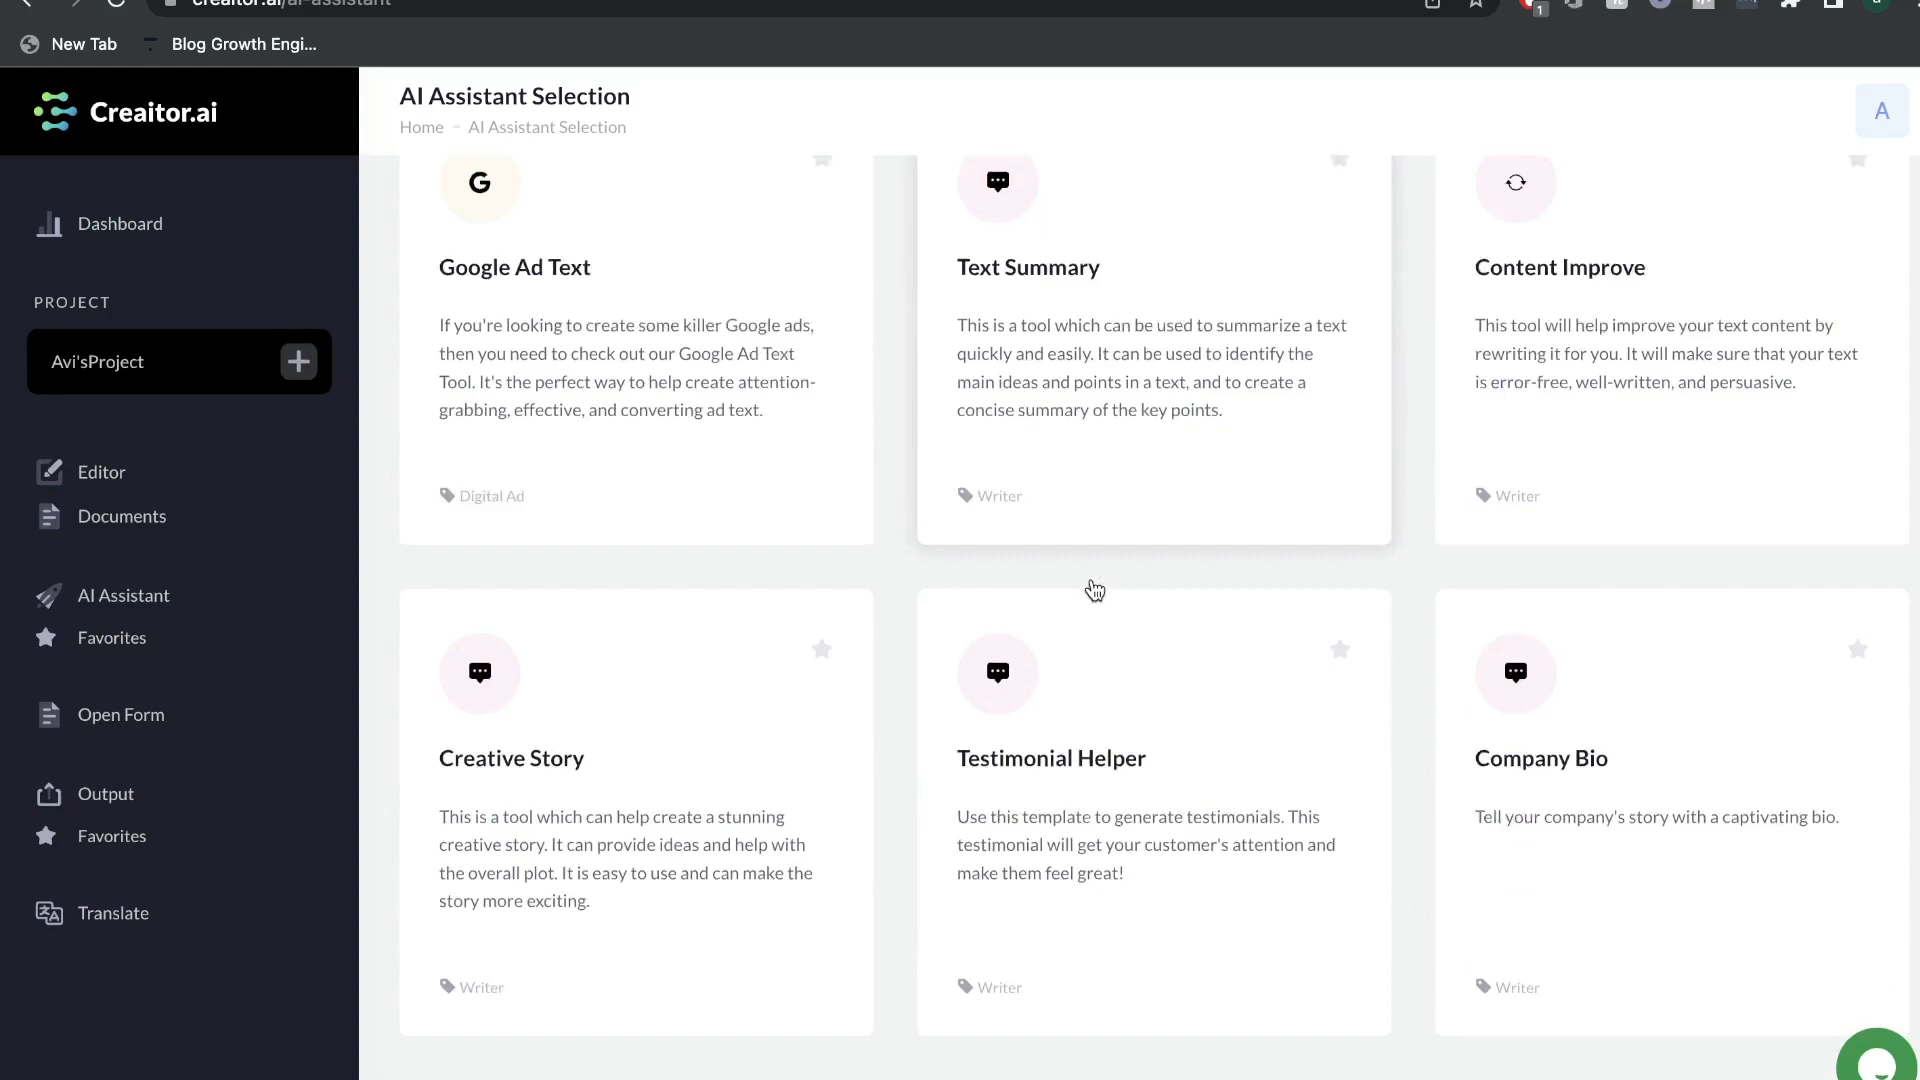 creaitor.ai/ai-assistant
1
New Tab
Blog Growth Engi...
Creaitor.ai
AI Assistant Selection
Home - AI Assistant Selection
A
Dashboard
PROJECT
Avi'sProject
Editor
Documents
AI Assistant
Favorites
Open Form
Output
Favorites
Translate
G
Google Ad Text
If you're looking to create some killer Google ads,
then you need to check out our Google Ad Text
Tool. It's the perfect way to help create attention-
grabbing, effective, and converting ad text.
Digital Ad
Text Summary
This is a tool which can be used to summarize a text
quickly and easily. It can be used to identify the
main ideas and points in a text, and to create a
concise summary of the key points.
Writer
Content Improve
This tool will help improve your text content by
rewriting it for you. It will make sure that your text
is error-free, well-written, and persuasive.
Writer
Creative Story
This is a tool which can help create a stunning
creative story. It can provide ideas and help with
the overall plot. It is easy to use and can make the
story more exciting.
Writer
Testimonial Helper
Use this template to generate testimonials. This
testimonial will get your customer's attention and
make them feel great!
Writer
Company Bio
Tell your company's story with a captivating bio.
Writer